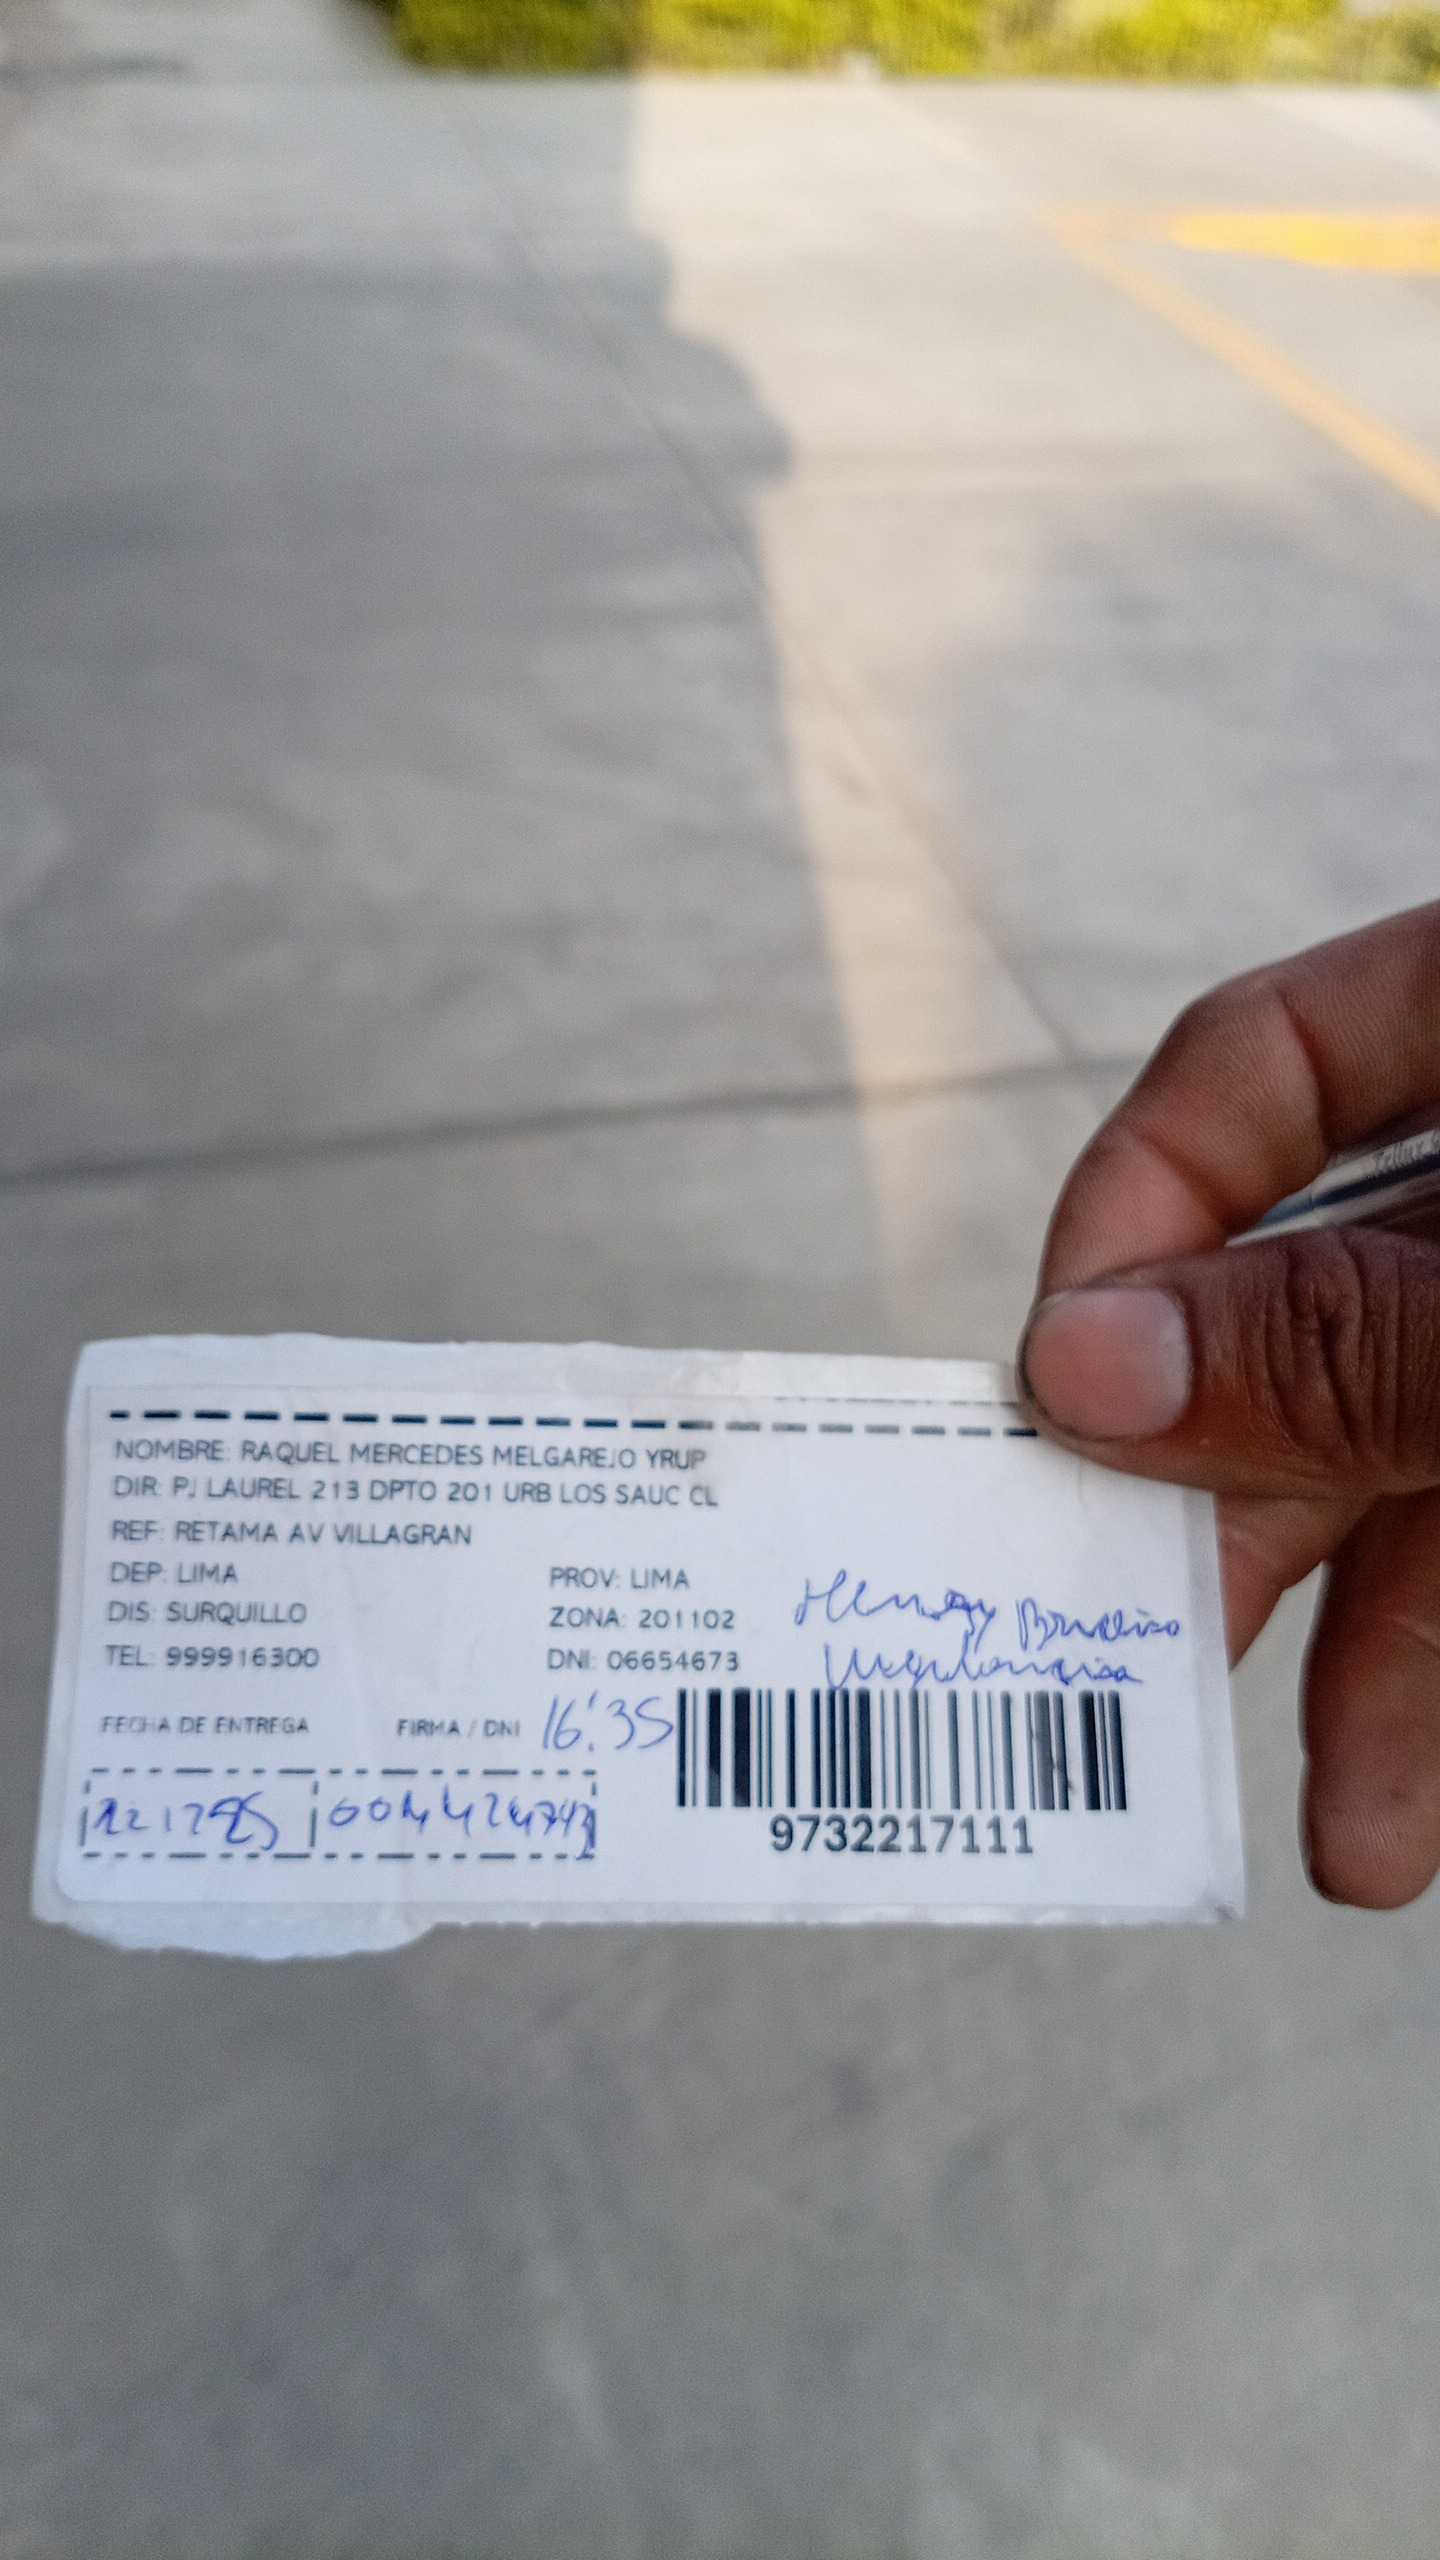 NOMBRE: RAQUEL MERCEDES MELGAREJO YRUP
DIR: PJ LAUREL 213 DPTO 201 URB LOS SAUC CL
REF: RETAMA AV VILLAGRAN
DEP: LIMA PROV: LIMA
DIS: SURQUILLO ZONA: 201102
TEL: 999916300 DNI: 06654673
Henry
FECHA DE ENTREGA FIRMA / DNI 16:35
9732217111